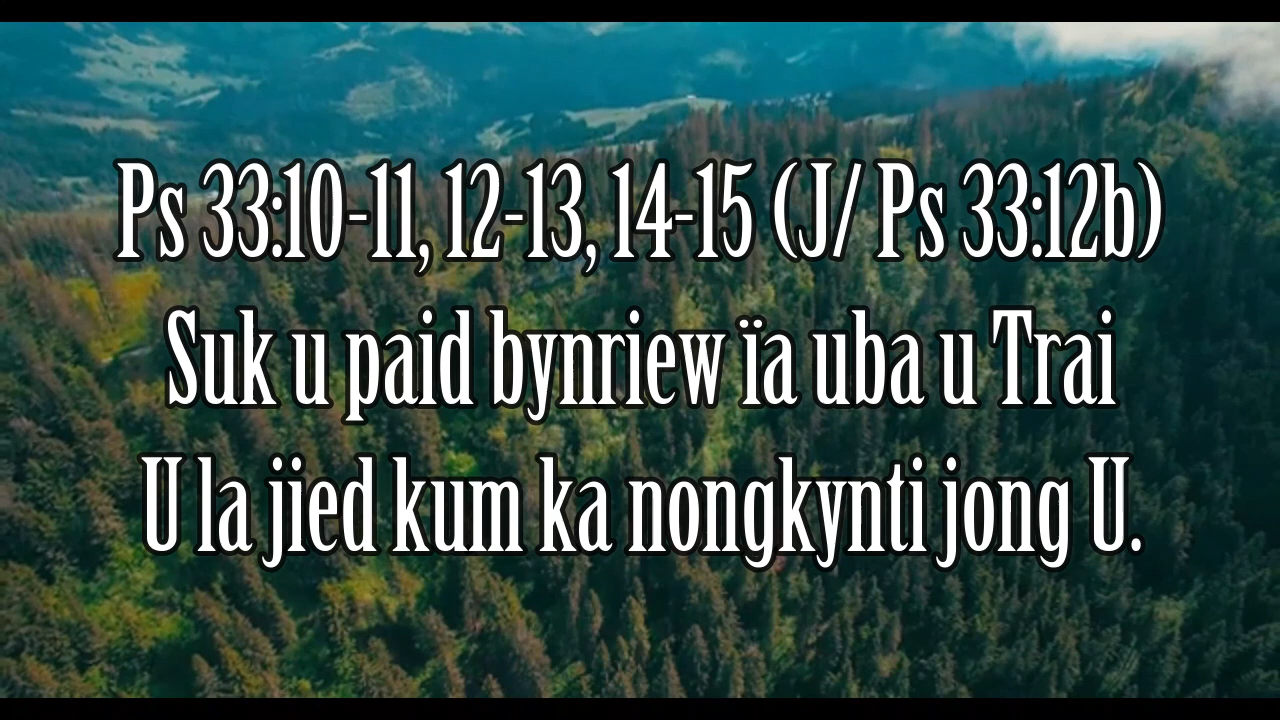 Ps 33:10-11, 12-13, 14-15 (J/ Ps 33:12b)
Suk u paid bynriew ïa uba u Trai
U la jied kum ka nongkynti jong U.